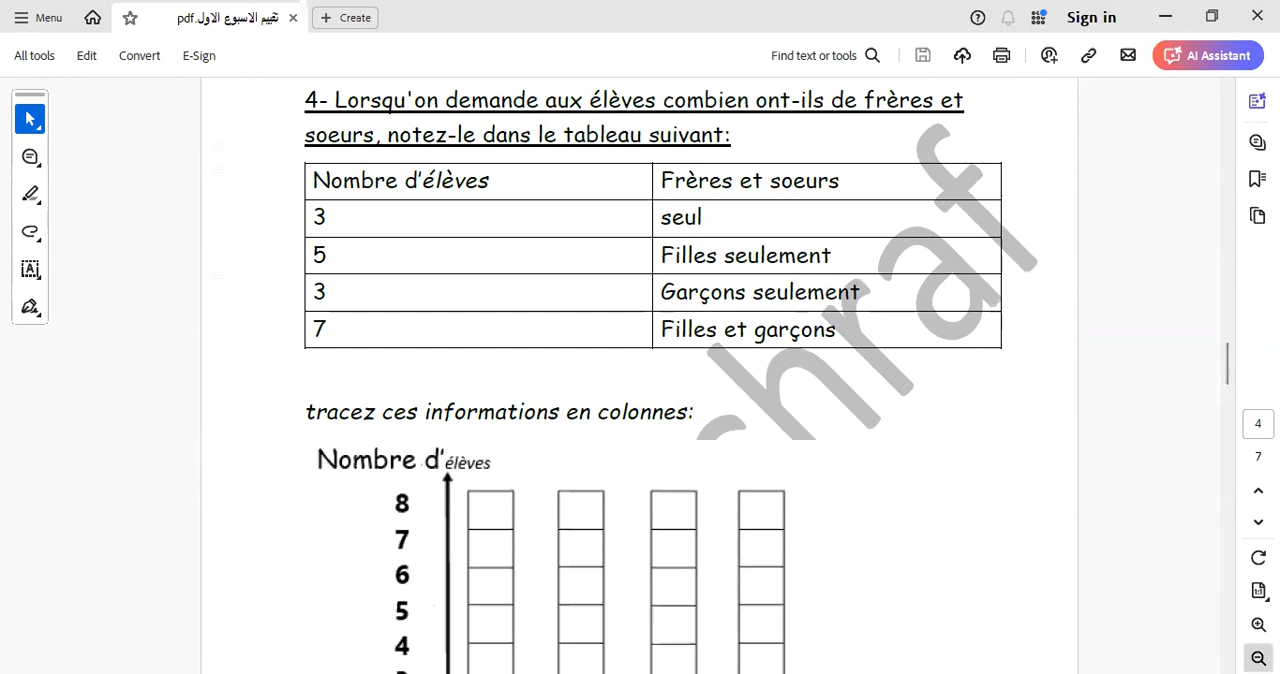 Menu
تقييم الاسبوع الاول.pdf
Create
Sign in
All tools
Edit
Convert
E-Sign
Find text or tools
AI Assistant
4- Lorsqu'on demande aux élèves combien ont-ils de frères et
soeurs, notez-le dans le tableau suivant:
Nombre d'élèves Frères et soeurs
3 seul
5 Filles seulement
3 Garçons seulement
7 Filles et garçons
tracez ces informations en colonnes:
Nombre d'élèves
8
7
6
5
4
4
7